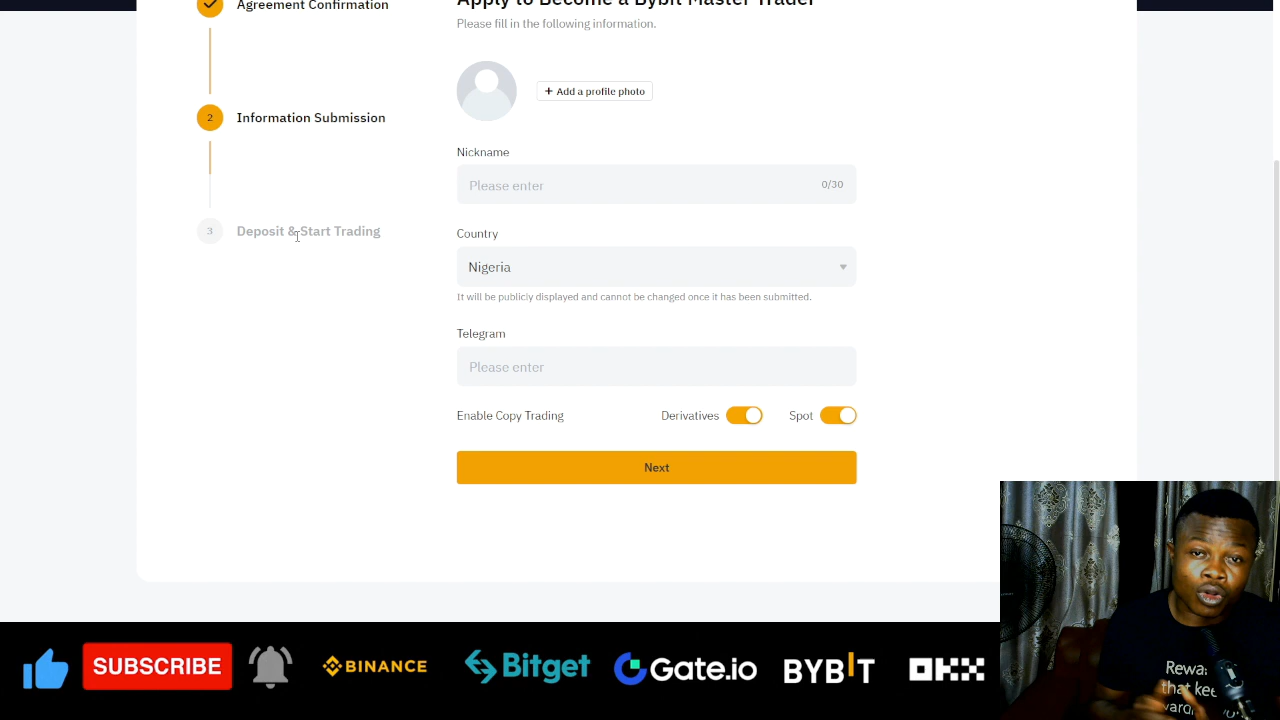 Agreement Confirmation
Apply to Become a Bybit Master Trader
Please fill in the following information.
+ Add a profile photo
2
Information Submission
Nickname
Please enter
0/30
3
Deposit & Start Trading
Country
Nigeria
It will be publicly displayed and cannot be changed once it has been submitted.
Telegram
Please enter
Enable Copy Trading
Derivatives
Spot
Next
SUBSCRIBE
BINANCE
Bitget
Gate.io
BYBIT
OKX
that